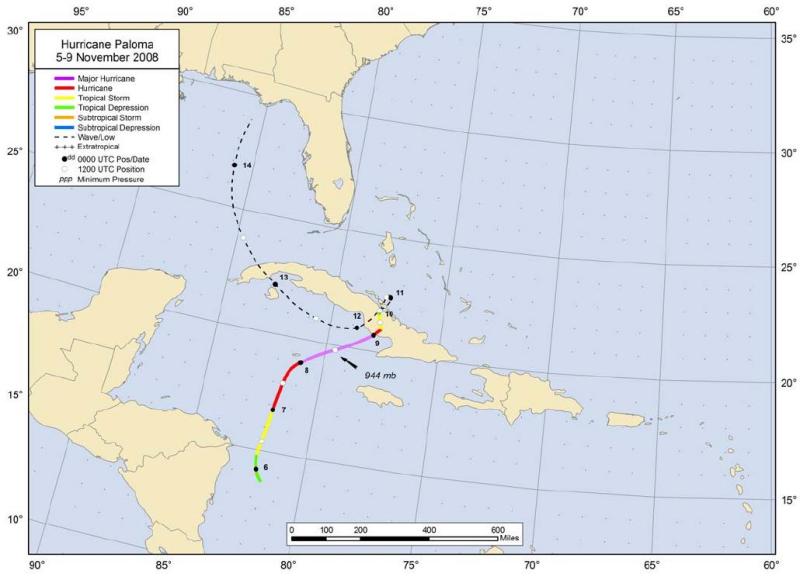 95° 90° 85° 80° 75° 70° 65° 60°
30°
35°
Hurricane Paloma
5-9 November 2008
Major Hurricane
Hurricane
Tropical Storm
Tropical Depression
Subtropical Storm
Subtropical Depression
Wave/Low
Extratropical
dd 0000 UTC Pos/Date
1200 UTC Position
PPP Minimum Pressure
14
25°
30°
20°
25°
13
11
12
10
9
8
944 mb
20°
15°
7
6
15°
10°
0 100 200 400 600
Miles
90° 85° 80° 75° 70° 65° 60°